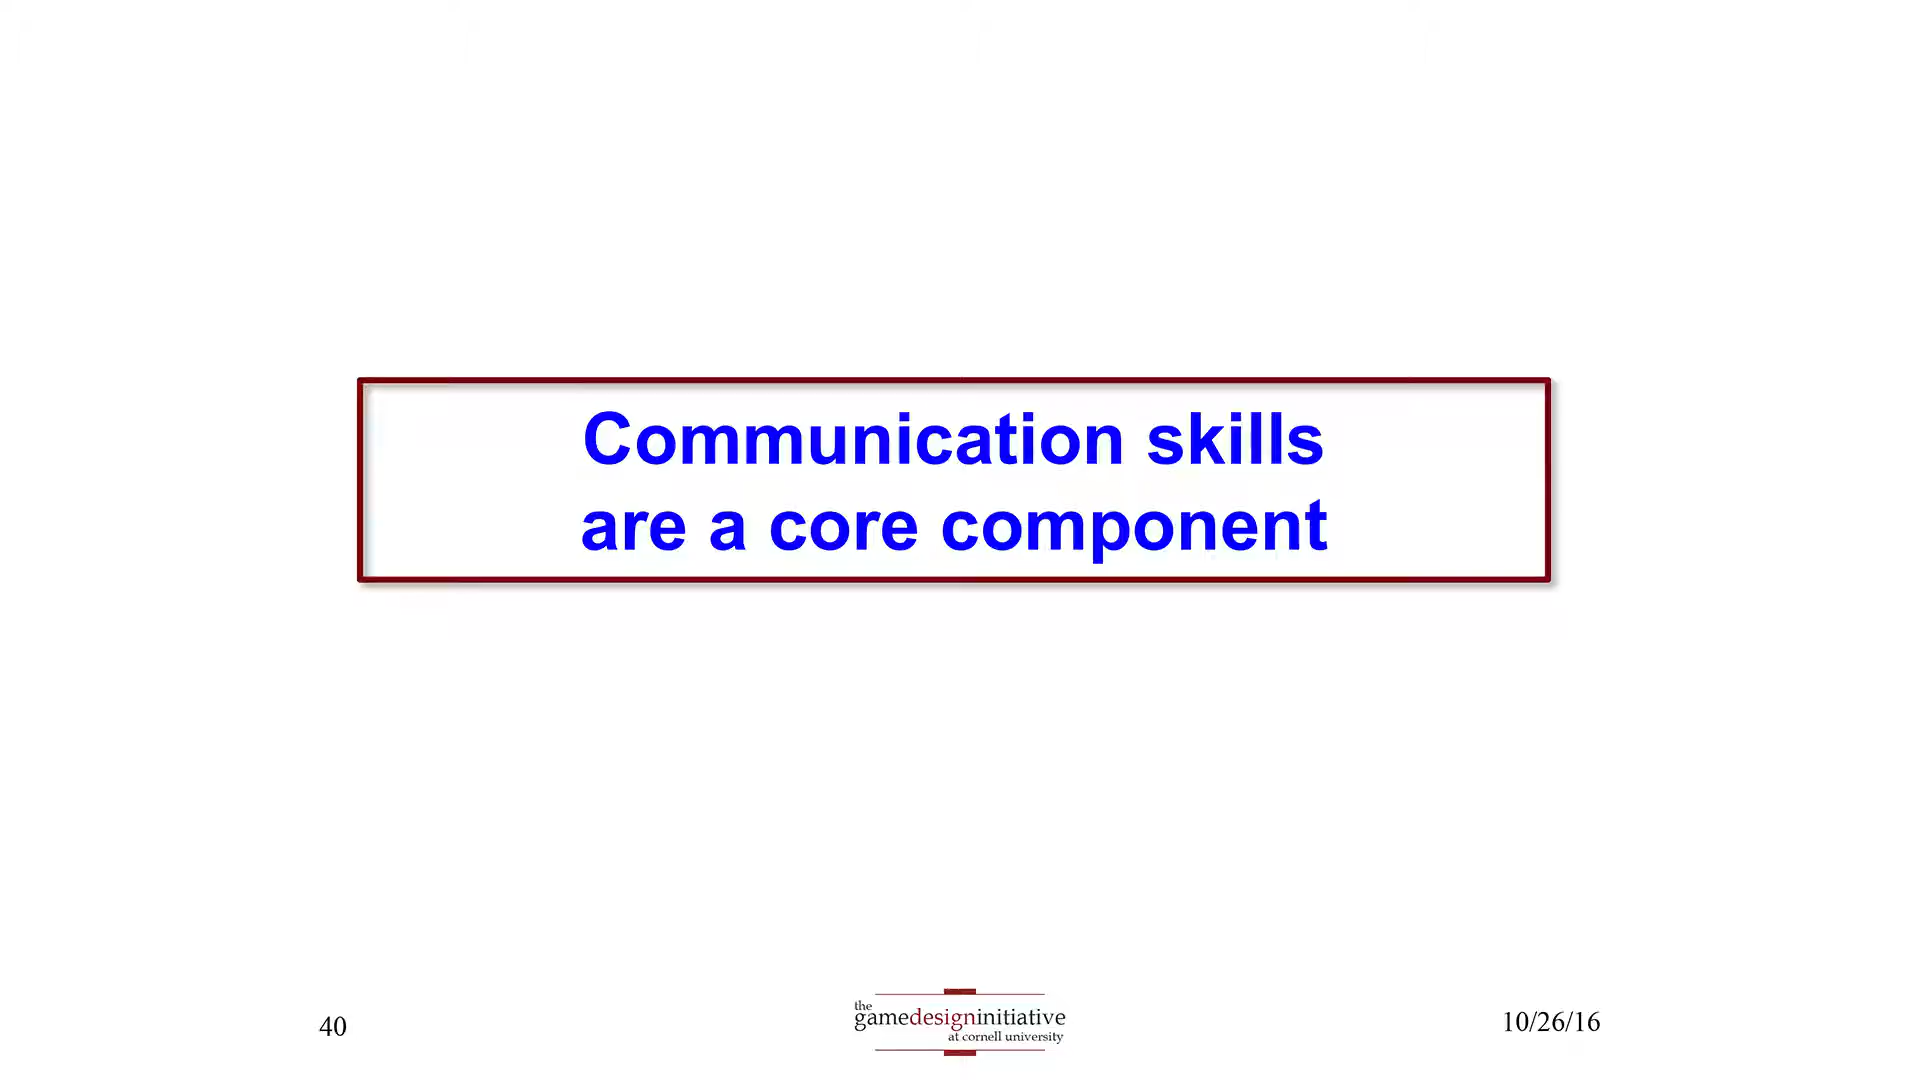 Communication skills
are a core component
40
the
gamedesigninitiative
at cornell university
10/26/16